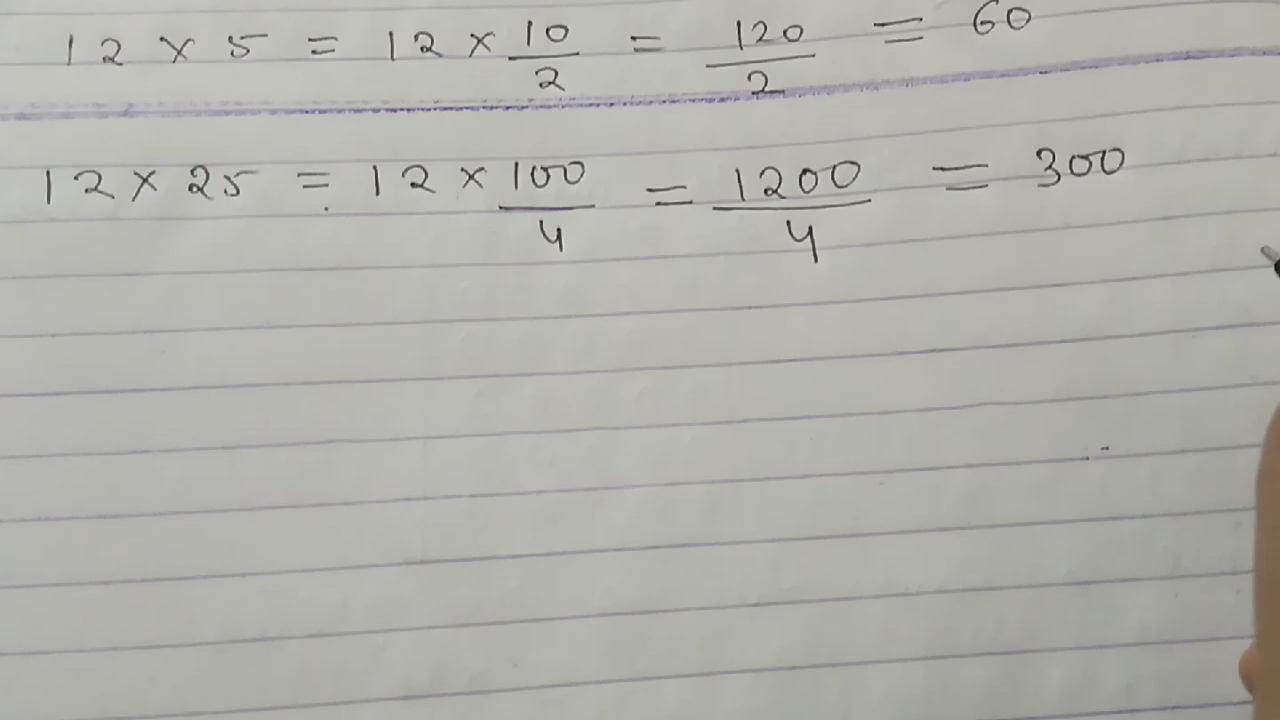 12 × 5 = 12 × 10/2 = 120/2 = 60
12 × 25 = 12 × 100/4 = 1200/4 = 300